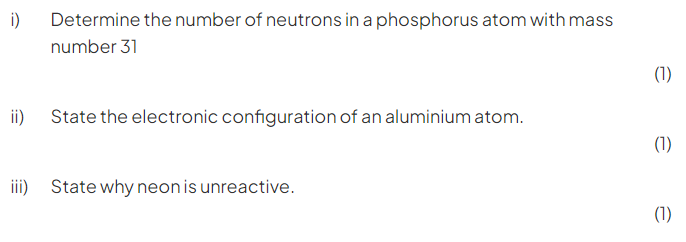 i) Determine the number of neutrons in a phosphorus atom with mass
number 31
(1)
ii) State the electronic configuration of an aluminium atom.
(1)
iii) State why neon is unreactive.
(1)